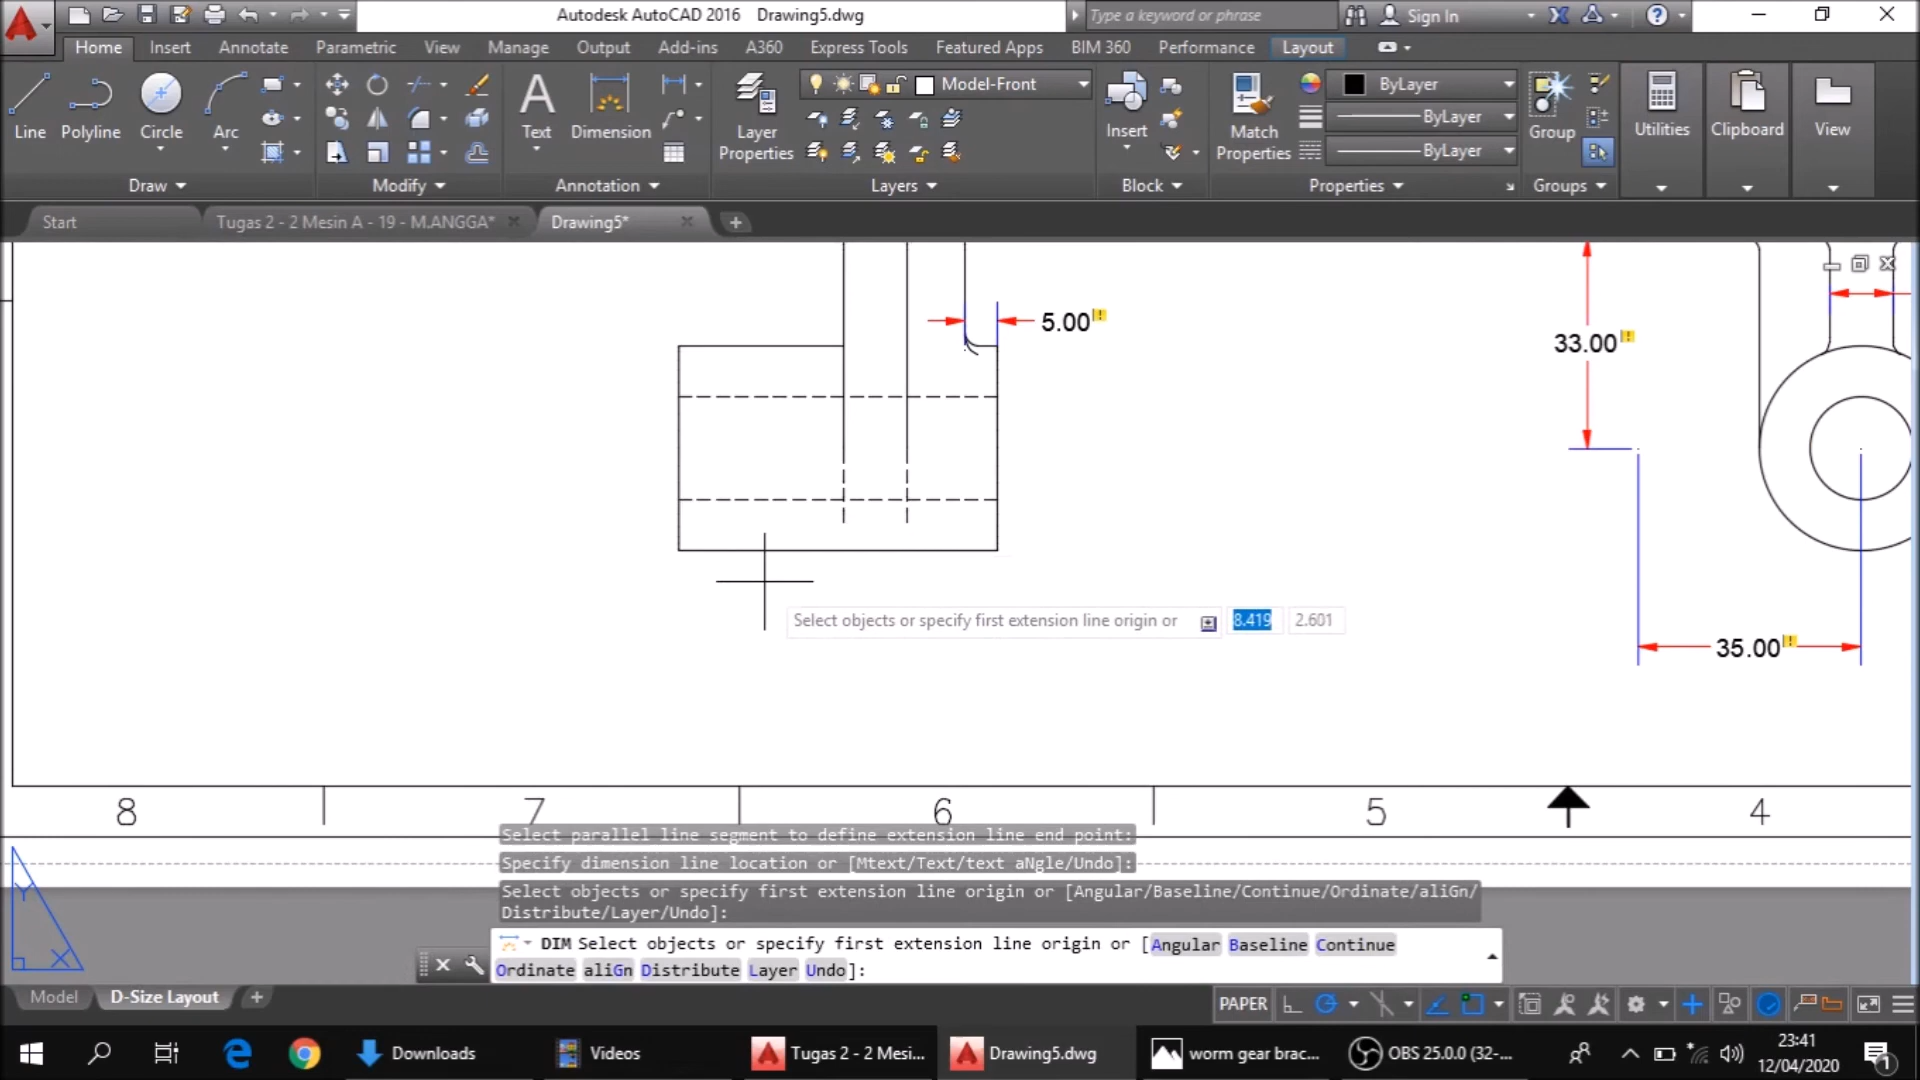 Autodesk AutoCAD 2016 Drawing5.dwg
Type a keyword or phrase
Sign In
Home Insert Annotate Parametric View Manage Output Add-ins A360 Express Tools Featured Apps BIM 360 Performance Layout
Line Polyline Circle Arc
Text Dimension
Layer Properties
Model-Front
Insert
Match Properties
ByLayer
ByLayer
ByLayer
Group
Utilities Clipboard View
Draw Modify Annotation Layers Block Properties Groups
Start Tugas 2 - 2 Mesin A - 19 - M.ANGGA* Drawing5*
5.00
33.00
Select objects or specify first extension line origin or 8.419 2.601
35.00
8 7 6 5 4
Select parallel line segment to define extension line end point:
Specify dimension line location or [Mtext/Text/text aNgle/Undo]:
Select objects or specify first extension line origin or [Angular/Baseline/Continue/Ordinate/aliGn/
Distribute/Layer/Undo]:
DIM Select objects or specify first extension line origin or [Angular Baseline Continue
Ordinate aliGn Distribute Layer Undo]:
Y
X
Model D-Size Layout
PAPER
Downloads Videos Tugas 2 - 2 Mesi... Drawing5.dwg worm gear brac... OBS 25.0.0 (32-...
23:41
12/04/2020
1